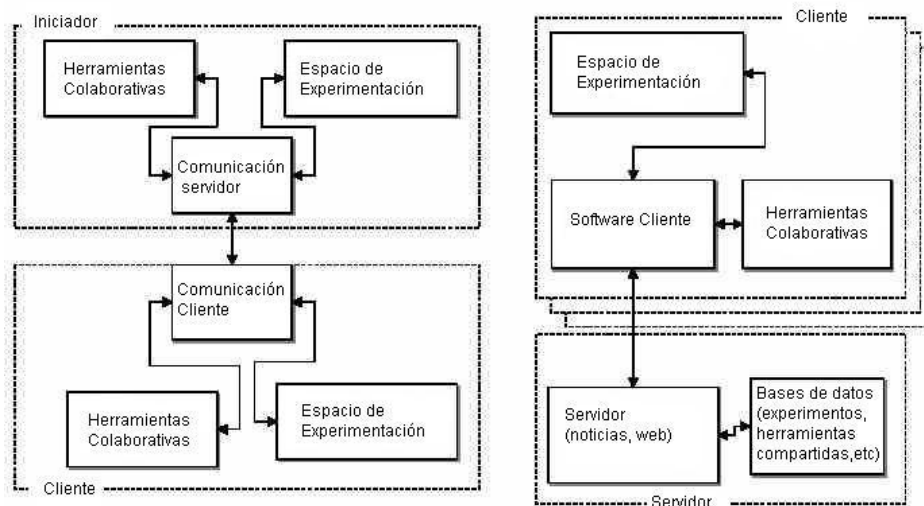 Iniciador
Herramientas
Colaborativas
Espacio de
Experimentación
Comunicación
servidor
Comunicación
Cliente
Herramientas
Colaborativas
Espacio de
Experimentación
Cliente
Cliente
Espacio de
Experimentación
Software Cliente
Herramientas
Colaborativas
Servidor
(noticias, web)
Bases de datos
(experimentos,
herramientas
compartidas,etc)
Servidor